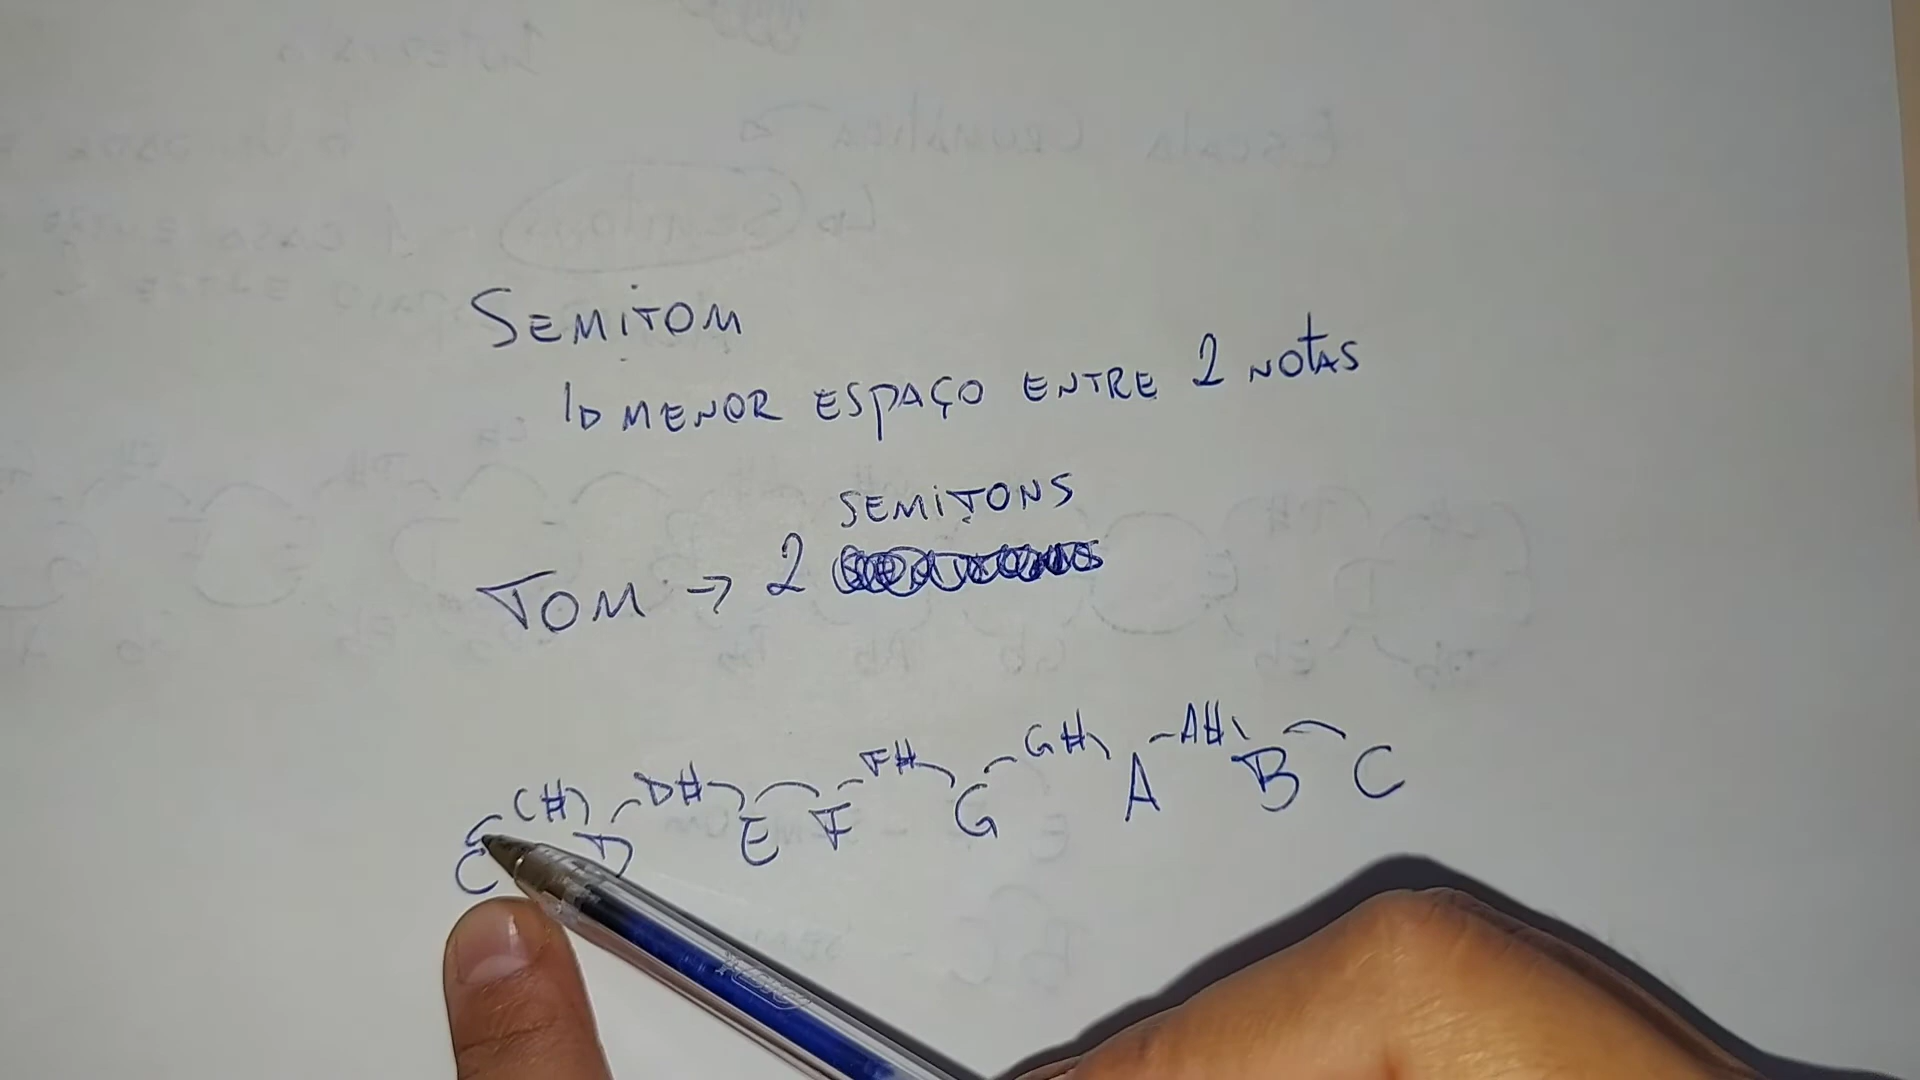 SEMITOM
↳ MENOR ESPAÇO ENTRE 2 NOTAS
SEMITONS
TOM → 2
C C# D D# E F F# G G# A A# B C